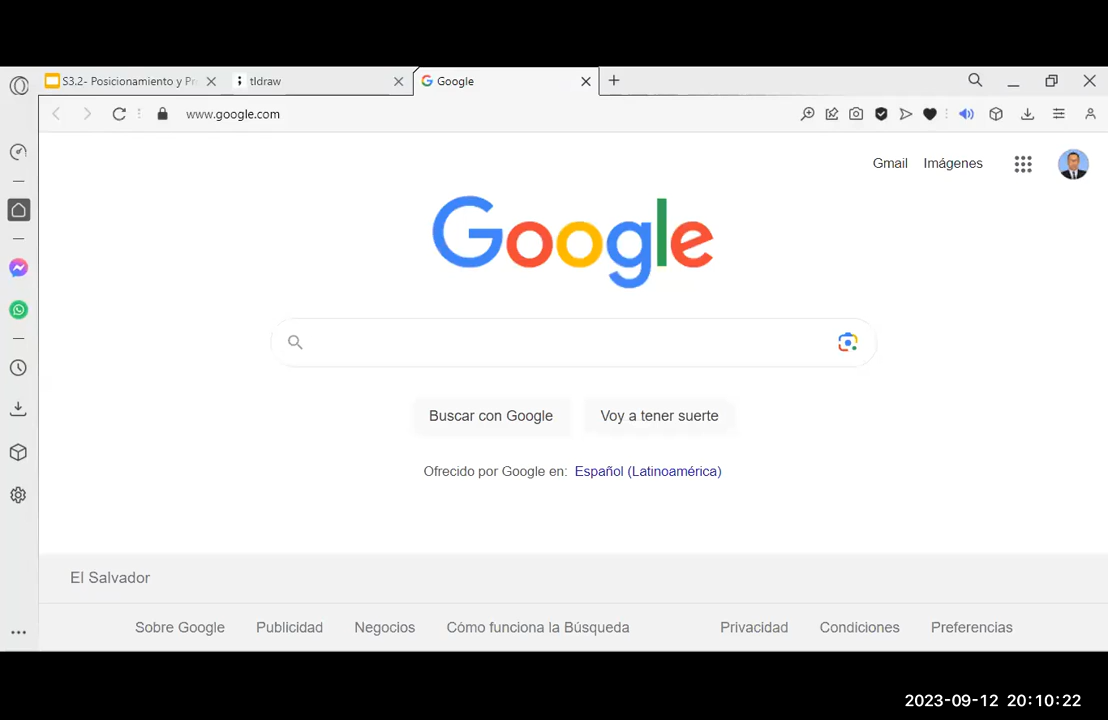 S3.2- Posicionamiento y Pr
tldraw
Google
www.google.com
Gmail
Imágenes
Google
Buscar con Google
Voy a tener suerte
Ofrecido por Google en: Español (Latinoamérica)
El Salvador
Sobre Google
Publicidad
Negocios
Cómo funciona la Búsqueda
Privacidad
Condiciones
Preferencias
2023-09-12 20:10:22